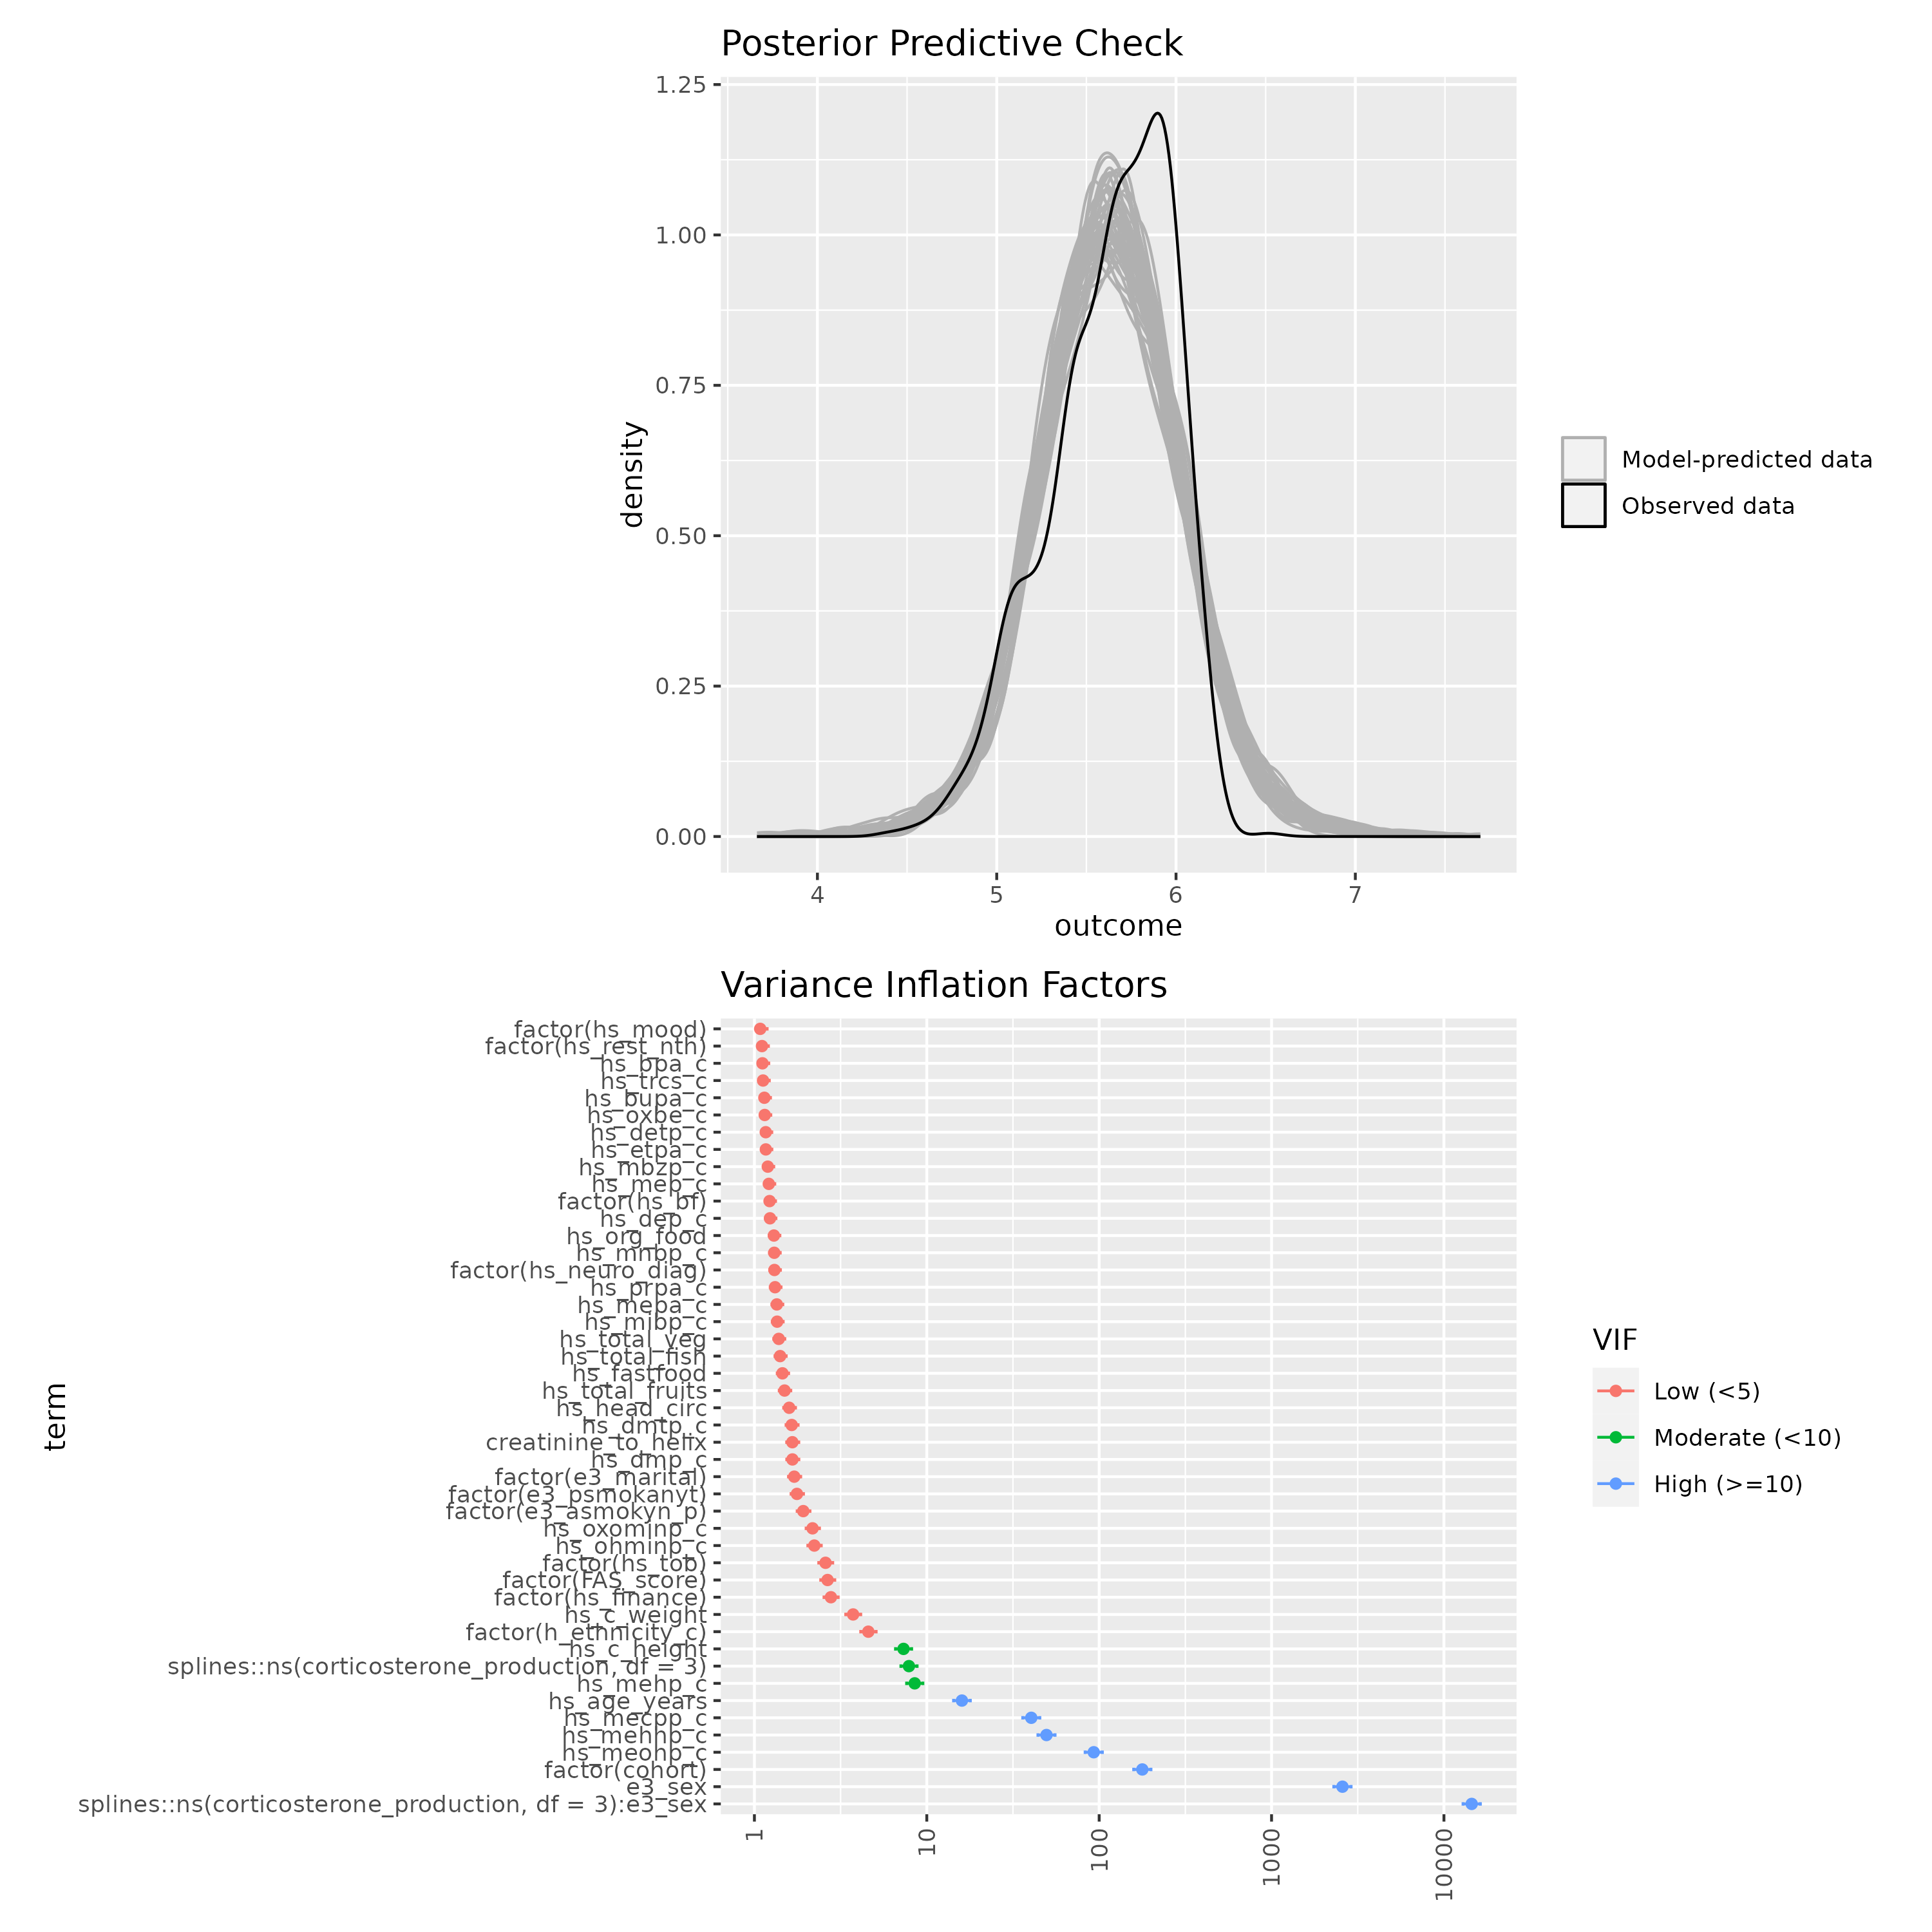 Posterior Predictive Check
1.25
1.00
0.75
0.50
0.25
0.00
density
4 5 6 7
outcome
Model-predicted data
Observed data
Variance Inflation Factors
factor(hs_mood)
factor(hs_rest_nth)
hs_bpa_c
hs_trcs_c
hs_bupa_c
hs_oxbe_c
hs_detp_c
hs_etpa_c
hs_mbzp_c
hs_mep_c
factor(hs_bf)
hs_dep_c
hs_org_food
hs_mnbp_c
factor(hs_neuro_diag)
hs_prpa_c
hs_mepa_c
hs_mibp_c
hs_total_veg
hs_total_fish
hs_fastfood
hs_total_fruits
hs_head_circ
hs_dmtp_c
creatinine_to_helix
hs_dmp_c
factor(e3_marital)
factor(e3_psmokanyt)
factor(e3_asmokyn_p)
hs_oxominp_c
hs_ohminp_c
factor(hs_tob)
factor(FAS_score)
factor(hs_finance)
hs_c_weight
factor(h_ethnicity_c)
hs_c_height
splines::ns(corticosterone_production, df = 3)
hs_mehp_c
hs_age_years
hs_mecpp_c
hs_mehhp_c
hs_meohp_c
factor(cohort)
e3_sex
splines::ns(corticosterone_production, df = 3):e3_sex
term
1 10 100 1000 10000
VIF
Low (<5)
Moderate (<10)
High (>=10)